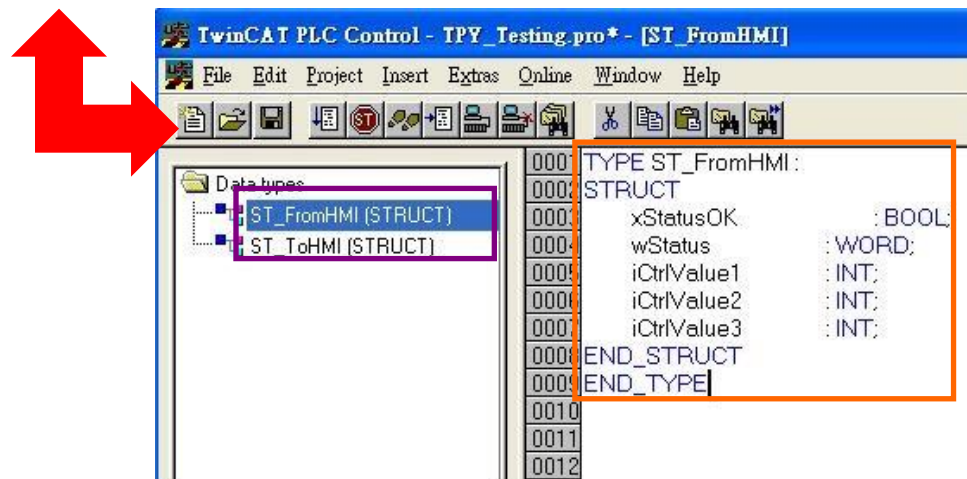 TwinCAT PLC Control - TPY_Testing.pro* - [ST_FromHMI]
File Edit Project Insert Extras Online Window Help
STOP
Data types
ST_FromHMI (STRUCT)
ST_ToHMI (STRUCT)
0001 TYPE ST_FromHMI :
0002 STRUCT
0003 xStatusOK : BOOL;
0004 wStatus : WORD;
0005 iCtrlValue1 : INT;
0006 iCtrlValue2 : INT;
0007 iCtrlValue3 : INT;
0008 END_STRUCT
0009 END_TYPE
0010
0011
0012